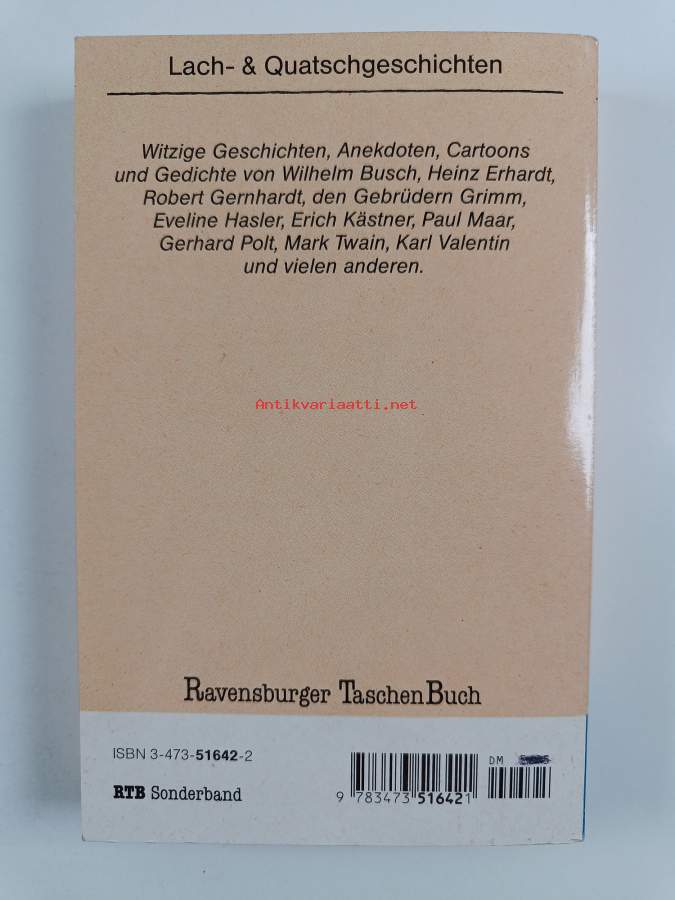 Lach- & Quatschgeschichten
Witzige Geschichten, Anekdoten, Cartoons
und Gedichte von Wilhelm Busch, Heinz Erhardt,
Robert Gernhardt, den Gebrüdern Grimm,
Eveline Hasler, Erich Kästner, Paul Maar,
Gerhard Polt, Mark Twain, Karl Valentin
und vielen anderen.
Antikvariaatti.net
Ravensburger TaschenBuch
ISBN 3-473-51642-2
DM
RTB Sonderband
9 783473 516421